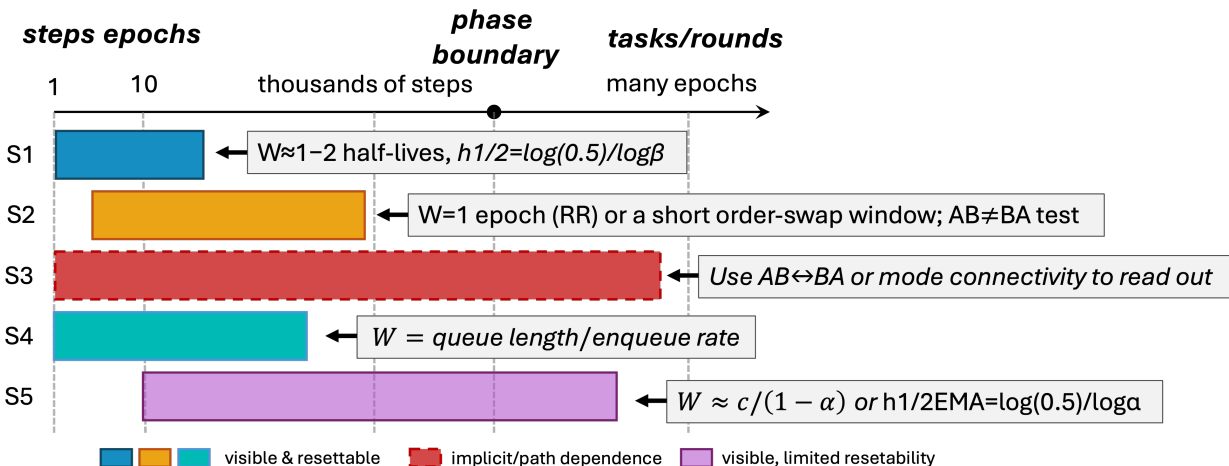 steps epochs
phase
boundary
tasks/rounds
1
10
thousands of steps
many epochs
S1
W≈1−2 half-lives, h1/2=log(0.5)/logβ
S2
W=1 epoch (RR) or a short order-swap window; AB≠BA test
S3
Use AB↔BA or mode connectivity to read out
S4
W = queue length/enqueue rate
S5
W ≈ c/(1 − α) or h1/2EMA=log(0.5)/logα
visible & resettable
implicit/path dependence
visible, limited resetability